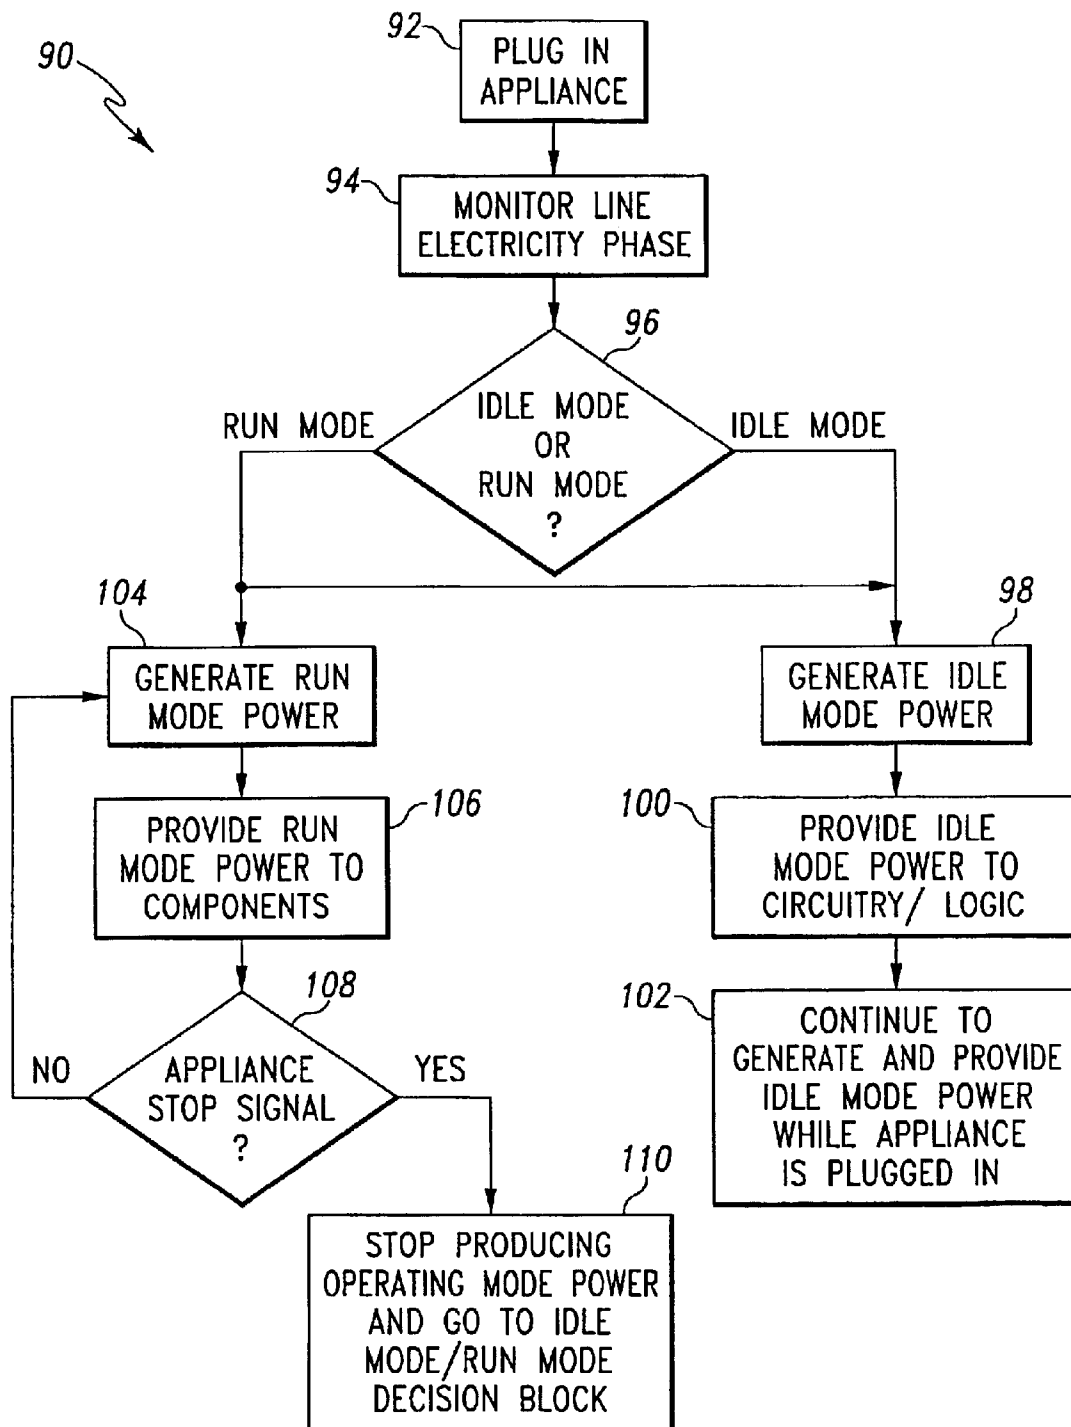 90
92
PLUG IN
APPLIANCE
94
MONITOR LINE
ELECTRICITY PHASE
96
IDLE MODE
OR
RUN MODE
?
RUN MODE
IDLE MODE
104
GENERATE RUN
MODE POWER
98
GENERATE IDLE
MODE POWER
106
PROVIDE RUN
MODE POWER TO
COMPONENTS
100
PROVIDE IDLE
MODE POWER TO
CIRCUITRY/ LOGIC
108
APPLIANCE
STOP SIGNAL
?
NO
YES
102
CONTINUE TO
GENERATE AND PROVIDE
IDLE MODE POWER
WHILE APPLIANCE
IS PLUGGED IN
110
STOP PRODUCING
OPERATING MODE POWER
AND GO TO IDLE
MODE/RUN MODE
DECISION BLOCK